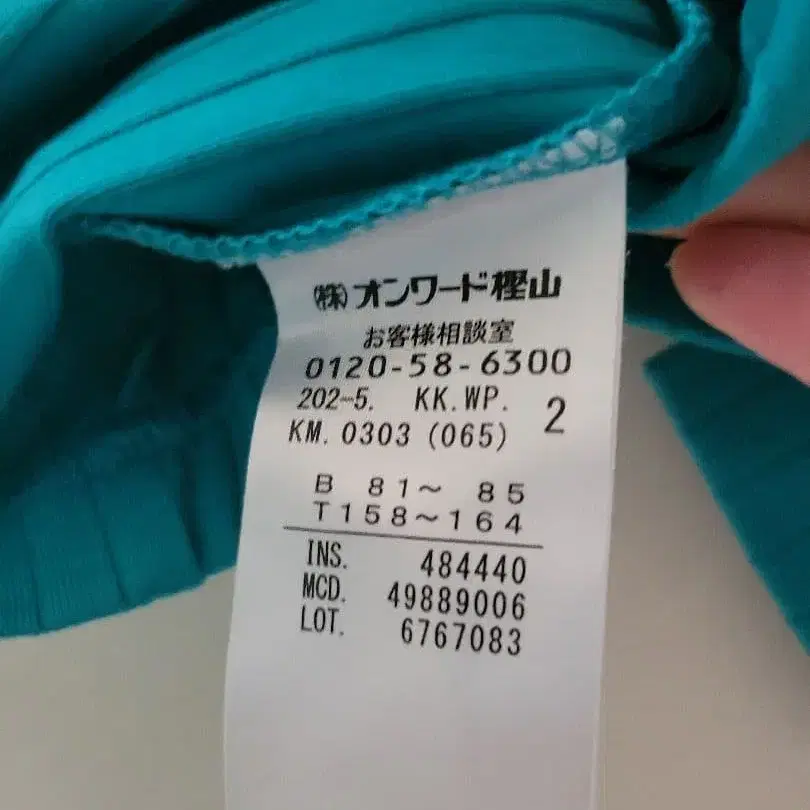 ㈱オンワード樫山
お客様相談室
0120-58-6300
202-5. KK.WP. 2
KM. 0303 (065)
B 81～ 85
T158～164
INS. 484440
MCD. 49889006
LOT. 6767083